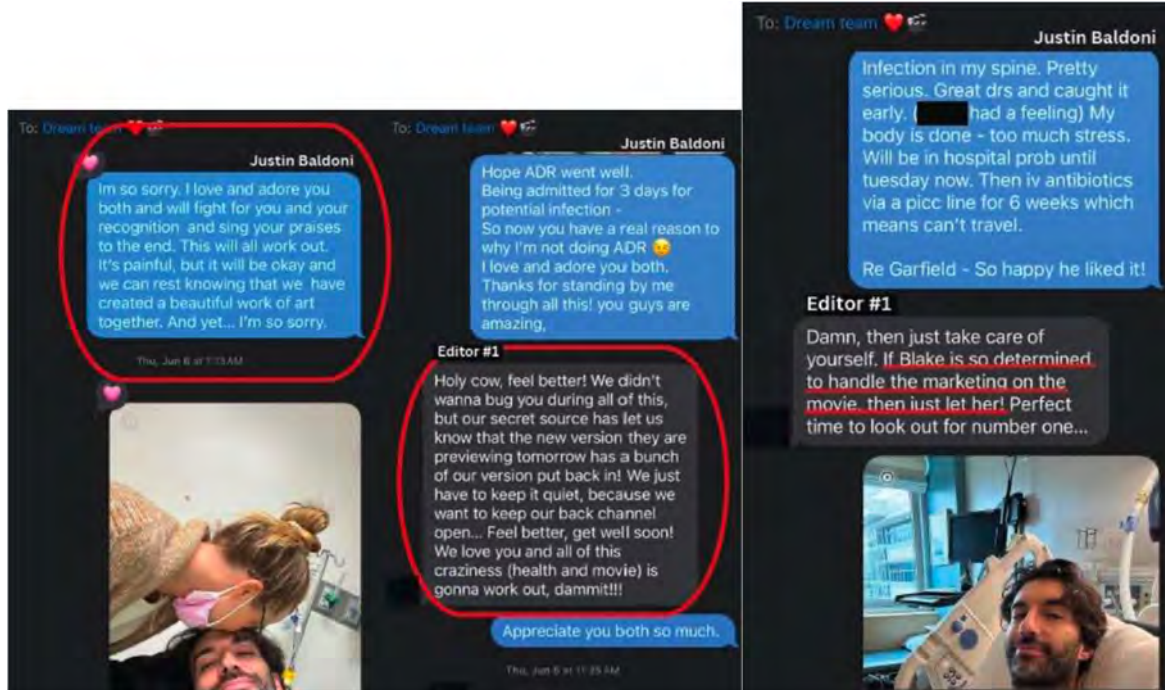 To: Dream team ❤️🎬
Justin Baldoni
Im so sorry. I love and adore you
both and will fight for you and your
recognition and sing your praises
to the end. This will all work out.
It's painful, but it will be okay and
we can rest knowing that we have
created a beautiful work of art
together. And yet... I'm so sorry.
Thu, Jun 6 at 7:13 AM
To: Dream team ❤️🎬
Justin Baldoni
Hope ADR went well.
Being admitted for 3 days for
potential infection -
So now you have a real reason to
why I'm not doing ADR
I love and adore you both.
Thanks for standing by me
through all this! you guys are
amazing,
Editor #1
Holy cow, feel better! We didn't
wanna bug you during all of this,
but our secret source has let us
know that the new version they are
previewing tomorrow has a bunch
of our version put back in! We just
have to keep it quiet, because we
want to keep our back channel
open... Feel better, get well soon!
We love you and all of this
craziness (health and movie) is
gonna work out, dammit!!!
Appreciate you both so much.
Thu, Jun 6 at 11:25 AM
To: Dream team ❤️🎬
Justin Baldoni
Infection in my spine. Pretty
serious. Great drs and caught it
early. ( had a feeling) My
body is done - too much stress.
Will be in hospital prob until
tuesday now. Then iv antibiotics
via a picc line for 6 weeks which
means can't travel.
Re Garfield - So happy he liked it!
Editor #1
Damn, then just take care of
yourself. If Blake is so determined
to handle the marketing on the
movie, then just let her! Perfect
time to look out for number one...